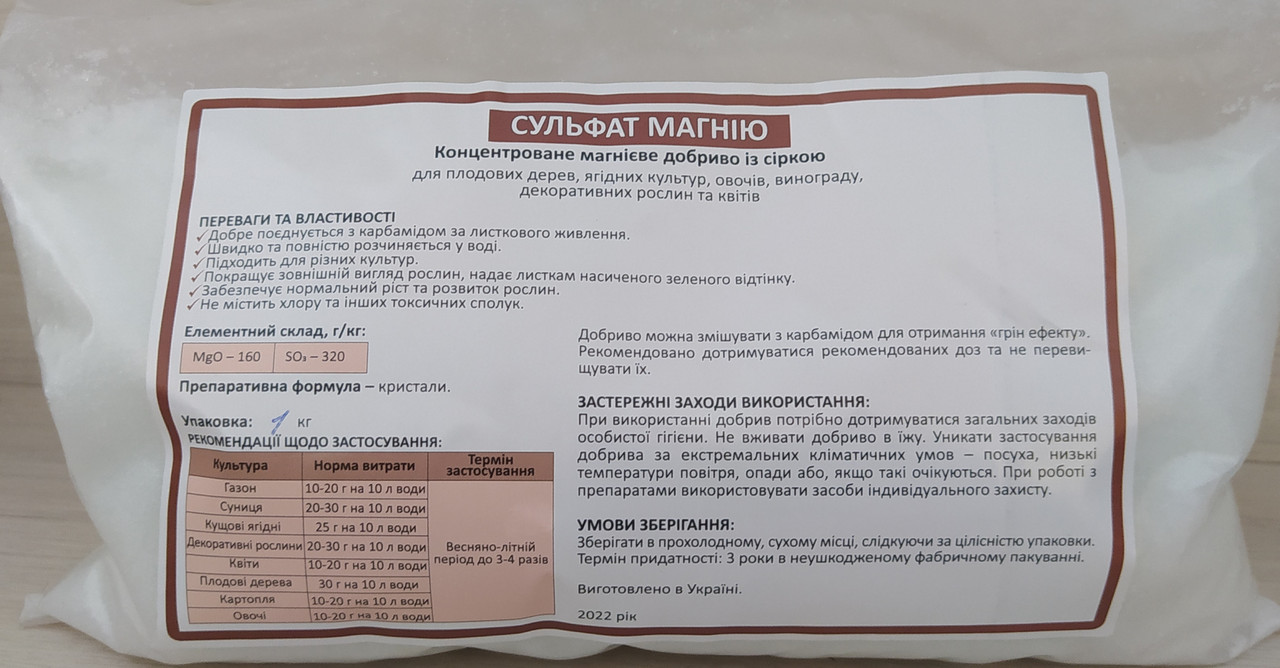 СУЛЬФАТ МАГНІЮ
Концентроване магнієве добриво із сіркою
для плодових дерев, ягідних культур, овочів, винограду,
декоративних рослин та квітів
ПЕРЕВАГИ ТА ВЛАСТИВОСТІ
✓Добре поєднується з карбамідом за листкового живлення.
✓Швидко та повністю розчиняється у воді.
✓Підходить для різних культур.
✓Покращує зовнішній вигляд рослин, надає листкам насиченого зеленого відтінку.
✓Забезпечує нормальний ріст та розвиток рослин.
✓Не містить хлору та інших токсичних сполук.
Елементний склад, г/кг:
MgO – 160 SO₃ – 320
Препаративна формула – кристали.
Упаковка: 1 кг
РЕКОМЕНДАЦІЇ ЩОДО ЗАСТОСУВАННЯ:
Культура Норма витрати Термін
застосування
Газон 10-20 г на 10 л води
Суниця 20-30 г на 10 л води
Кущові ягідні 25 г на 10 л води
Декоративні рослини 20-30 г на 10 л води
Квіти 10-20 г на 10 л води
Плодові дерева 30 г на 10 л води
Картопля 10-20 г на 10 л води
Овочі 10-20 г на 10 л води
Весняно-літній
період до 3-4 разів
Добриво можна змішувати з карбамідом для отримання «грін ефекту».
Рекомендовано дотримуватися рекомендованих доз та не переви-
щувати їх.
ЗАСТЕРЕЖНІ ЗАХОДИ ВИКОРИСТАННЯ:
При використанні добрив потрібно дотримуватися загальних заходів
особистої гігієни. Не вживати добриво в їжу. Уникати застосування
добрива за екстремальних кліматичних умов – посуха, низькі
температури повітря, опади або, якщо такі очікуються. При роботі з
препаратами використовувати засоби індивідуального захисту.
УМОВИ ЗБЕРІГАННЯ:
Зберігати в прохолодному, сухому місці, слідкуючи за цілісністю упаковки.
Термін придатності: 3 роки в неушкодженому фабричному пакуванні.
Виготовлено в Україні.
2022 рік